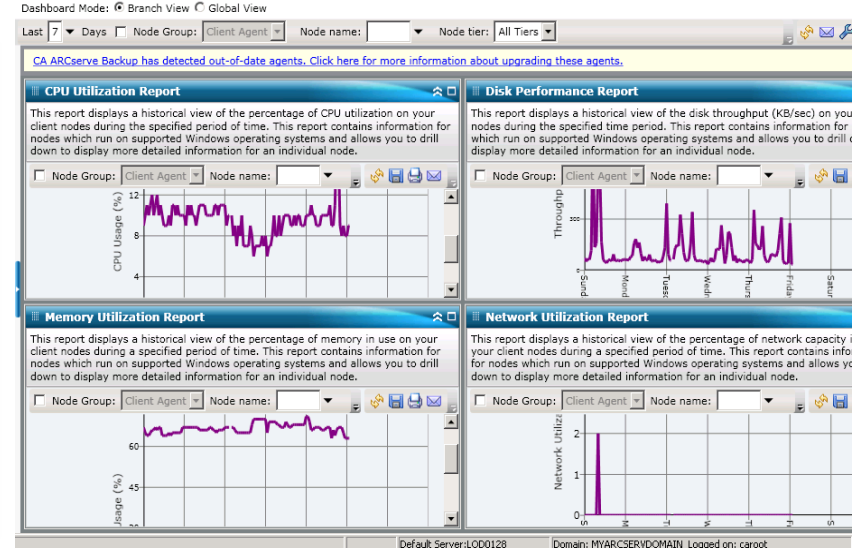 Dashboard Mode: Branch View Global View
Last 7 Days Node Group: Client Agent Node name: Node tier: All Tiers
CA ARCserve Backup has detected out-of-date agents. Click here for more information about upgrading these agents.
CPU Utilization Report
This report displays a historical view of the percentage of CPU utilization on your
client nodes during the specified period of time. This report contains information for
nodes which run on supported Windows operating systems and allows you to drill
down to display more detailed information for an individual node.
Node Group: Client Agent Node name:
12
8
4
CPU Usage (%)
Disk Performance Report
This report displays a historical view of the disk throughput (KB/sec) on you
nodes during the specified time period. This report contains information for
which run on supported Windows operating systems and allows you to drill
display more detailed information for an individual node.
Node Group: Client Agent Node name:
Throughp
300
0
Sund
Mond
Tues
Wedn
Thurs
Frida
Satur
Sund
Memory Utilization Report
This report displays a historical view of the percentage of memory in use on your
client nodes during a specified period of time. This report contains information for
nodes which run on supported Windows operating systems and allows you to drill
down to display more detailed information for an individual node.
Node Group: Client Agent Node name:
60
45
Usage (%)
Network Utilization Report
This report displays a historical view of the percentage of network capacity
your client nodes during a specified period of time. This report contains info
for nodes which run on supported Windows operating systems and allows yo
down to display more detailed information for an individual node.
Node Group: Client Agent Node name:
Network Utiliz
2
1
0
Default Server:LOD0128 Domain: MYARCSERVDOMAIN Logged on: caroot